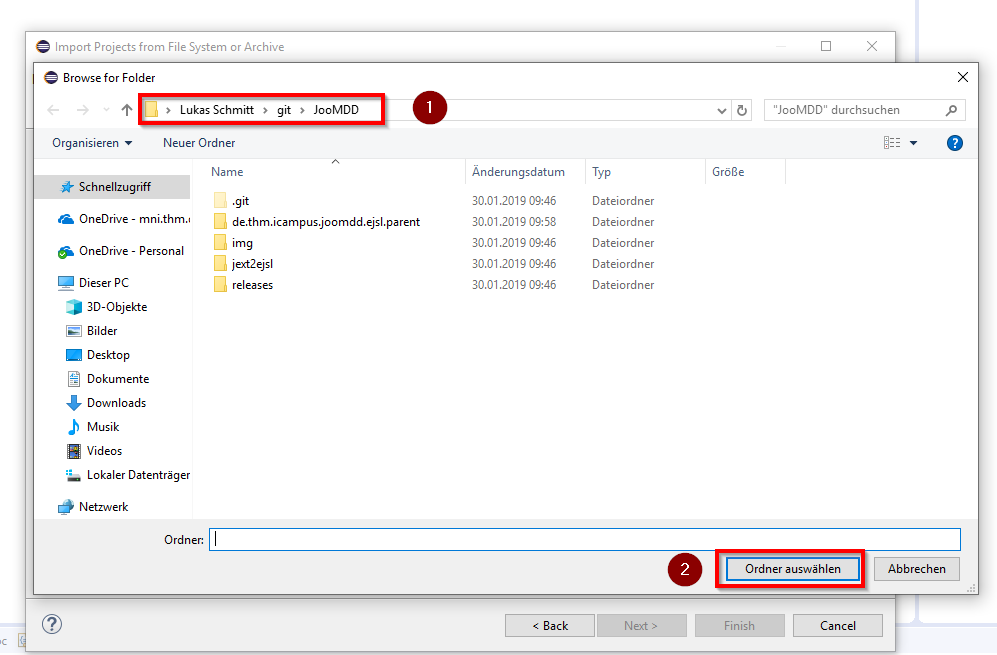 Import Projects from File System or Archive
Browse for Folder
Lukas Schmitt > git > JooMDD
1
"JooMDD" durchsuchen
Organisieren
Neuer Ordner
?
Name Änderungsdatum Typ Größe
Schnellzugriff
OneDrive - mni.thm.
OneDrive - Personal
Dieser PC
3D-Objekte
Bilder
Desktop
Dokumente
Downloads
Musik
Videos
Lokaler Datenträger
Netzwerk
.git 30.01.2019 09:46 Dateiordner
de.thm.icampus.joomdd.ejsl.parent 30.01.2019 09:58 Dateiordner
img 30.01.2019 09:46 Dateiordner
jext2ejsl 30.01.2019 09:46 Dateiordner
releases 30.01.2019 09:46 Dateiordner
Ordner:
2
Ordner auswählen
Abbrechen
?
< Back
Next >
Finish
Cancel